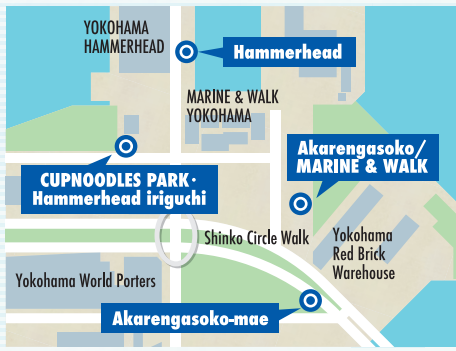 YOKOHAMA
HAMMERHEAD
Hammerhead
MARINE & WALK
YOKOHAMA
Akarengasoko/
MARINE & WALK
CUPNOODLES PARK・
Hammerhead iriguchi
Shinko Circle Walk
Yokohama
Red Brick
Warehouse
Yokohama World Porters
Akarengasoko-mae